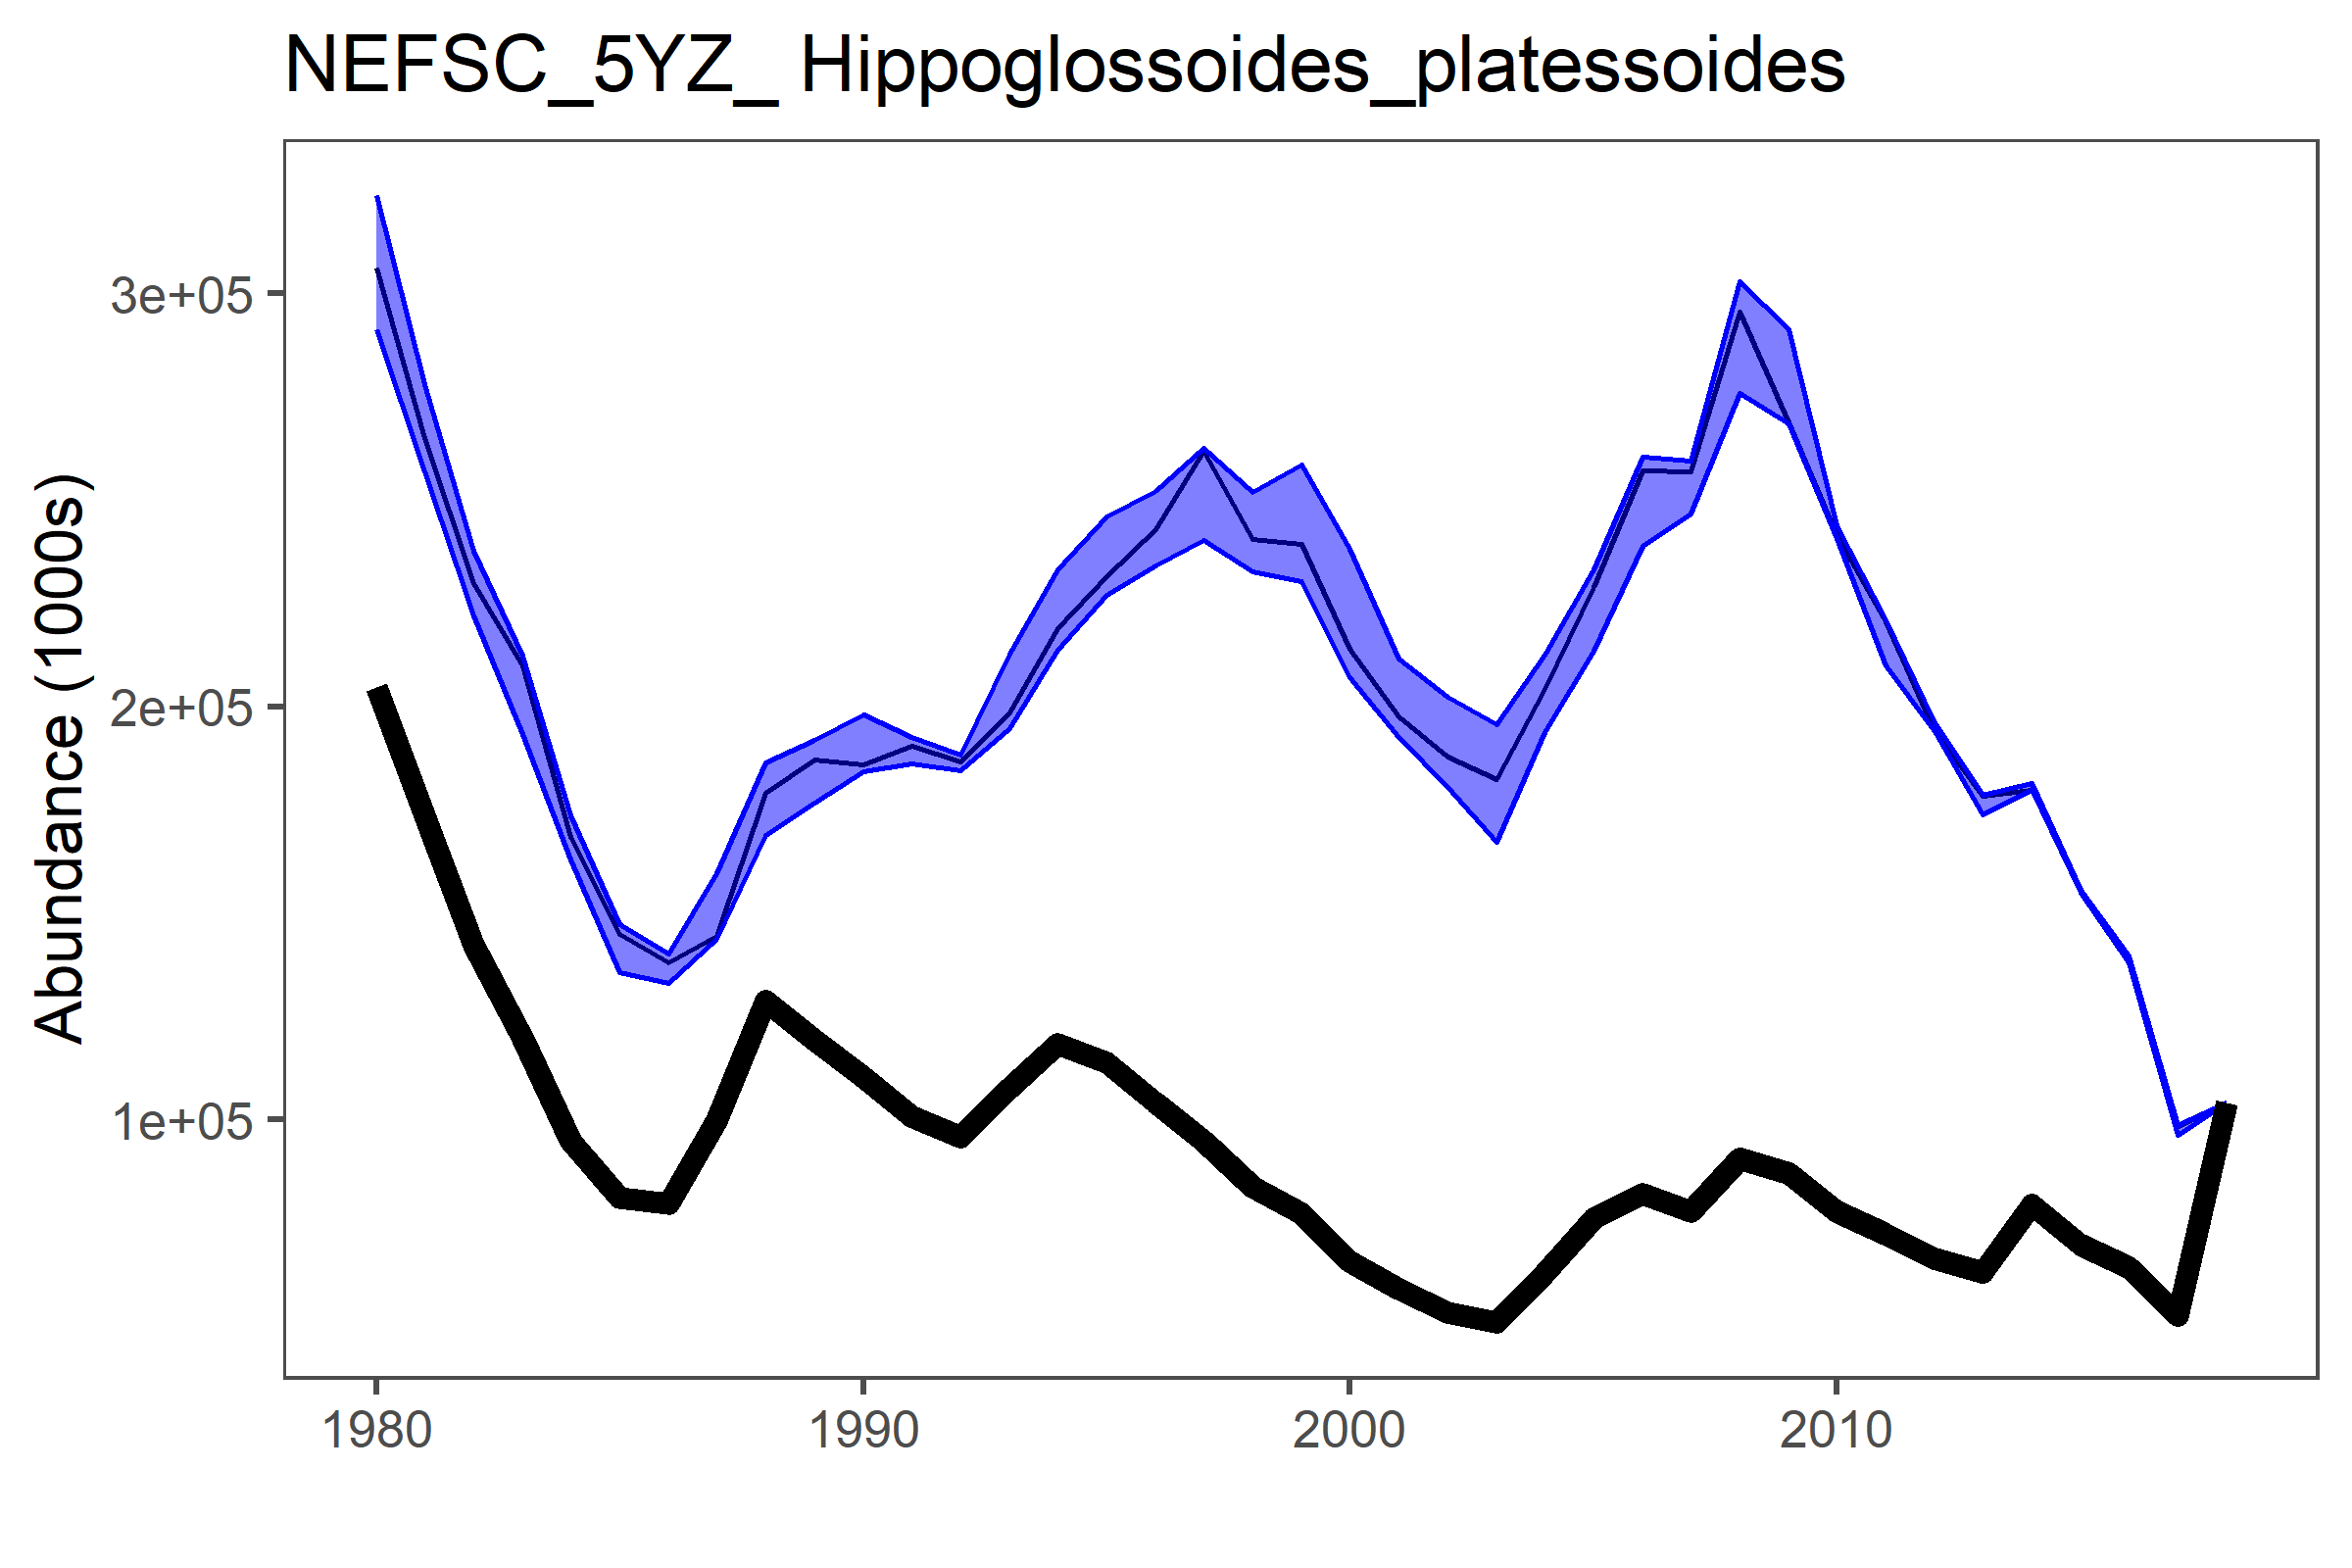 NEFSC_5YZ_ Hippoglossoides_platessoides
Abundance (1000s)
3e+05
2e+05
1e+05
1980
1990
2000
2010